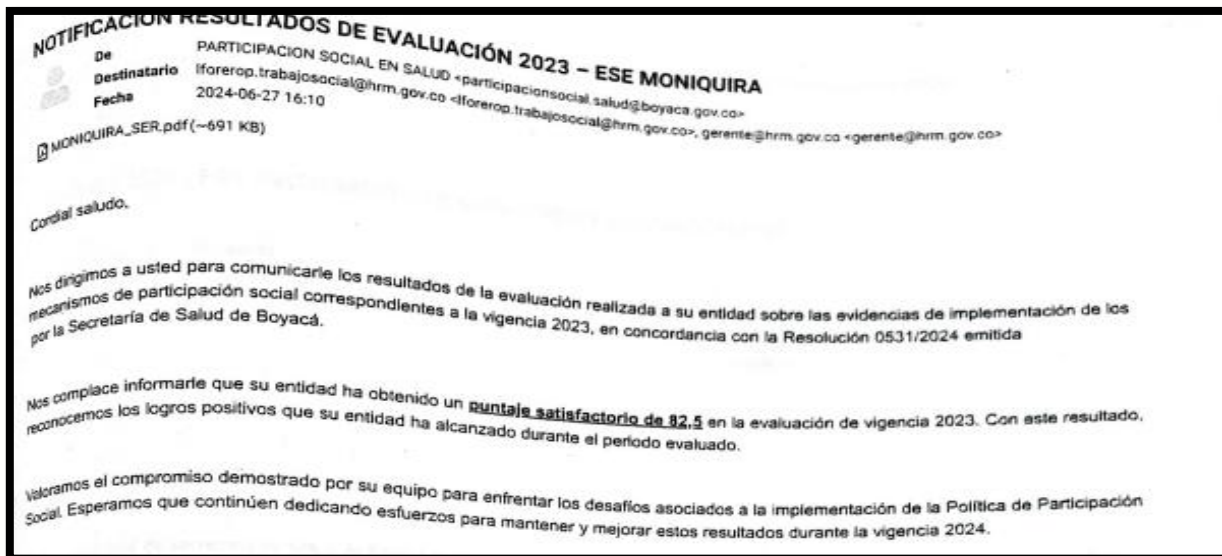 NOTIFICACIÓN RESULTADOS DE EVALUACIÓN 2023 – ESE MONIQUIRA
De PARTICIPACION SOCIAL EN SALUD <participacionsocial.salud@boyaca.gov.co>
Destinatario lforerop.trabajosocial@hrm.gov.co <lforerop.trabajosocial@hrm.gov.co>, gerente@hrm.gov.co <gerente@hrm.gov.co>
Fecha 2024-06-27 16:10
MONIQUIRA_SER.pdf(~691 KB)
Cordial saludo,
Nos dirigimos a usted para comunicarle los resultados de la evaluación realizada a su entidad sobre las evidencias de implementación de los
mecanismos de participación social correspondientes a la vigencia 2023, en concordancia con la Resolución 0531/2024 emitida
por la Secretaría de Salud de Boyacá.
Nos complace informarle que su entidad ha obtenido un puntaje satisfactorio de 82,5 en la evaluación de vigencia 2023. Con este resultado,
reconocemos los logros positivos que su entidad ha alcanzado durante el periodo evaluado.
Valoramos el compromiso demostrado por su equipo para enfrentar los desafíos asociados a la implementación de la Política de Participación
Social. Esperamos que continúen dedicando esfuerzos para mantener y mejorar estos resultados durante la vigencia 2024.